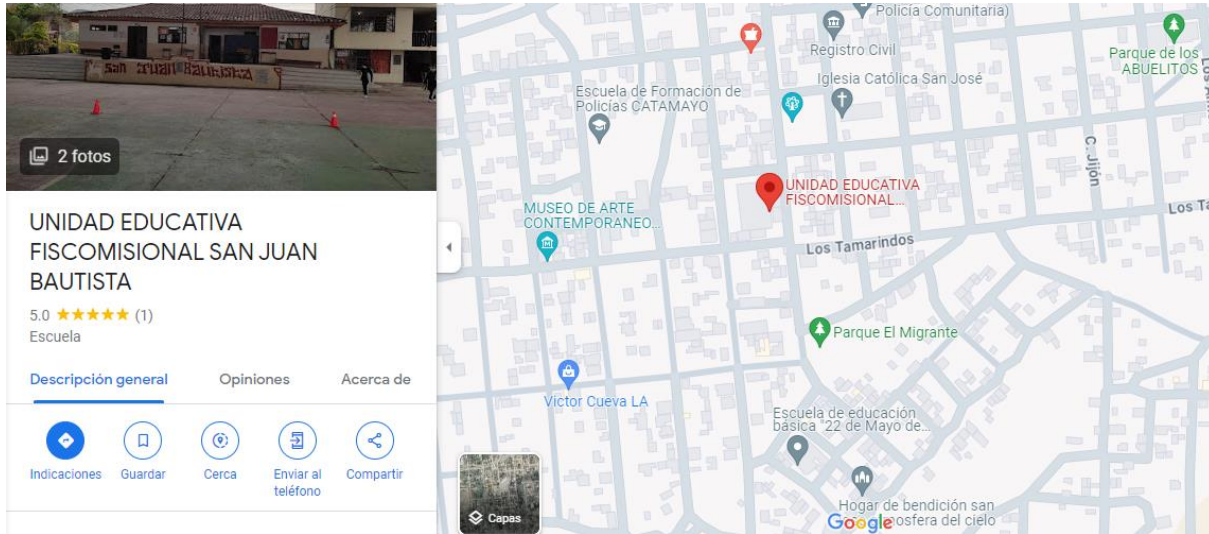 san Juan Bautista
2 fotos
UNIDAD EDUCATIVA
FISCOMISIONAL SAN JUAN
BAUTISTA
5.0 ★★★★★ (1)
Escuela
Descripción general
Opiniones
Acerca de
Indicaciones
Guardar
Cerca
Enviar al
teléfono
Compartir
Policía Comunitaria)
Registro Civil
Parque de los
ABUELITOS
Iglesia Católica San José
Escuela de Formación de
Policías CATAMAYO
C. Jijón
UNIDAD EDUCATIVA
FISCOMISIONAL...
MUSEO DE ARTE
CONTEMPORANEO...
Los Tamarindos
Parque El Migrante
Victor Cueva LA
Escuela de educación
básica "22 de Mayo de...
Hogar de bendición san
del cielo
Capas
Google